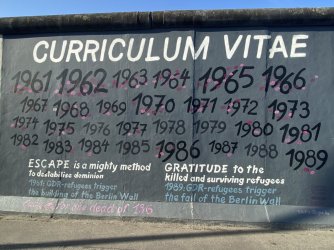 CURRICULUM VITAE
1961 1962 1963 1964 1965 1966
1967 1968 1969 1970 1971 1972 1973
1974 1975 1976 1977 1978 1979 1980 1981
1982 1983 1984 1985 1986 1987 1988 1989
ESCAPE is a mighty method
to destabilise dominion
1961: GDR-refugees trigger
the building of the Berlin Wall
GRATITUDE to the
killed and surviving refugees
1989: GDR-refugees trigger
the fall of the Berlin Wall